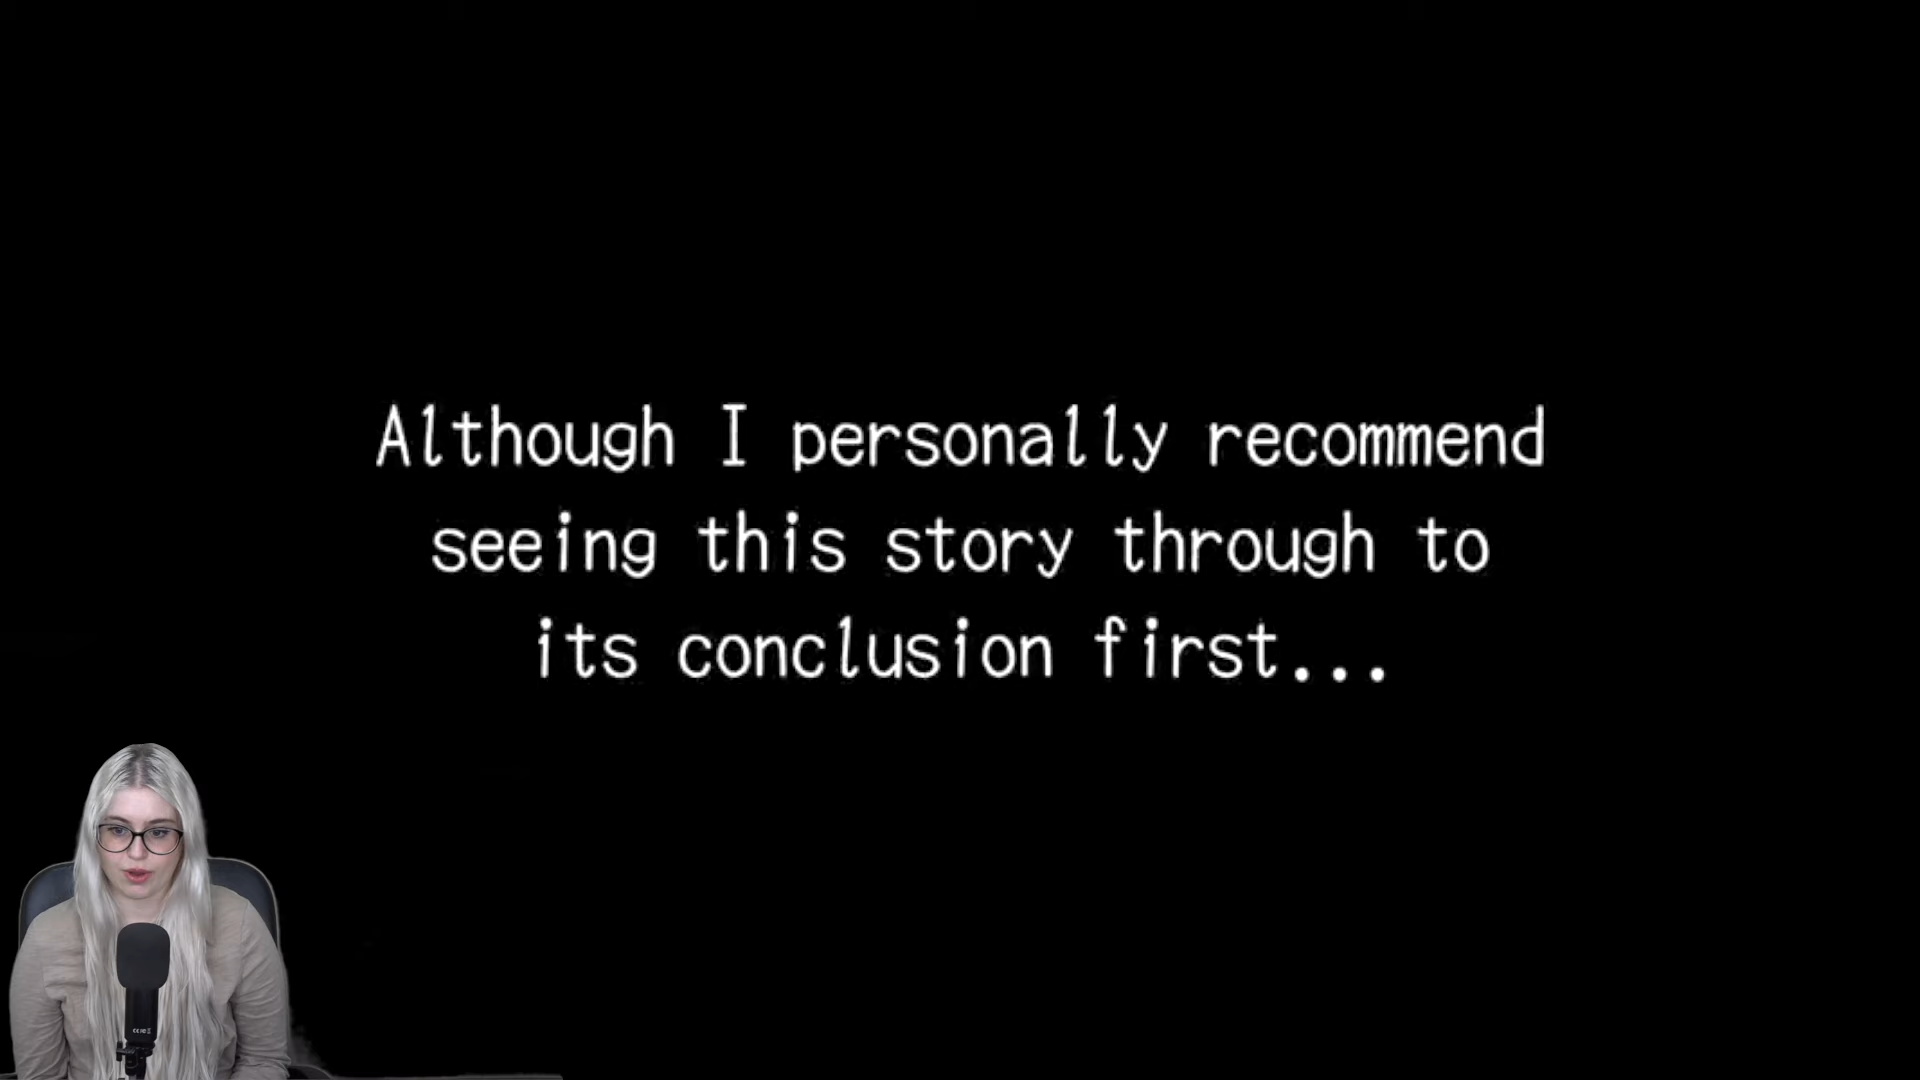 Although I personally recommend
seeing this story through to
its conclusion first...